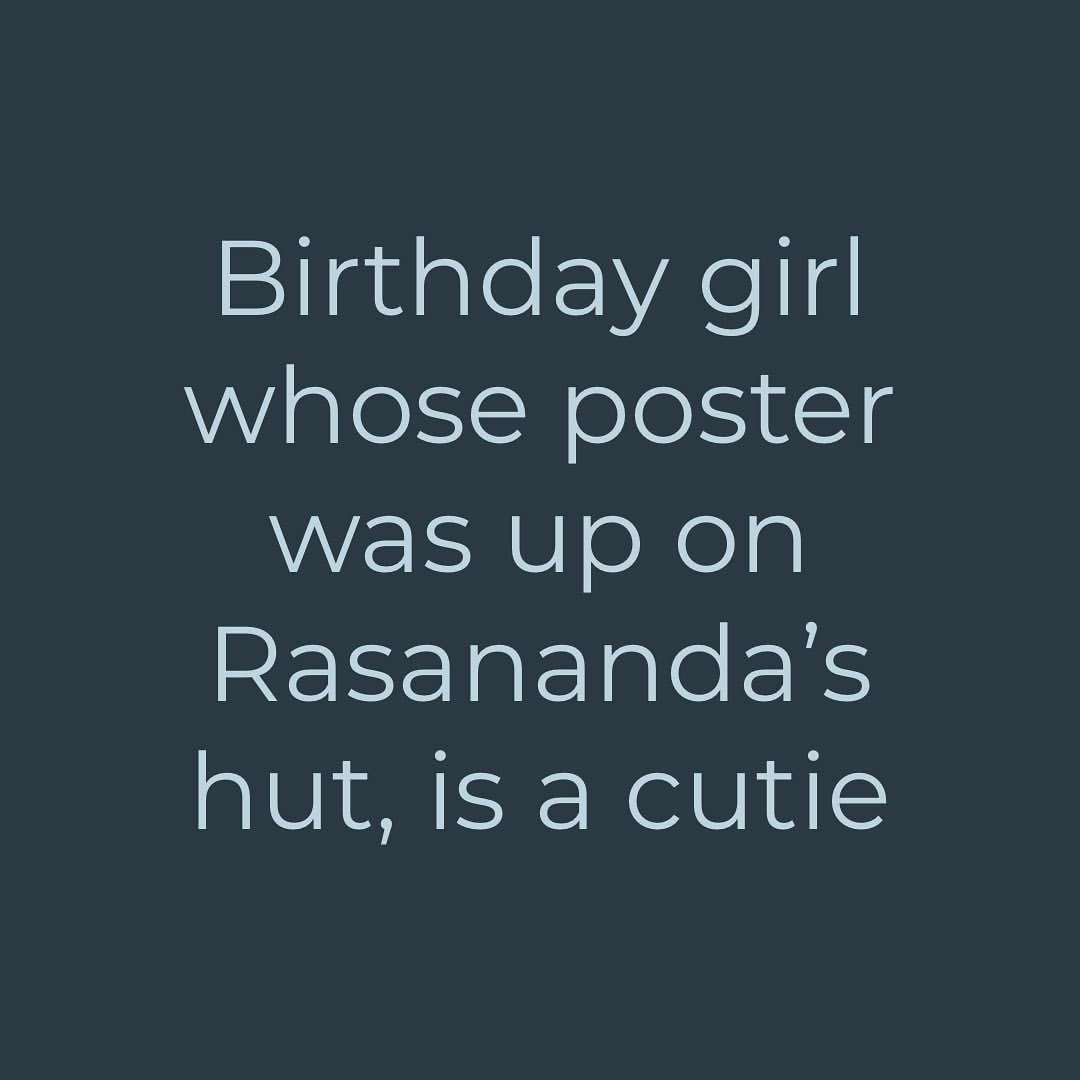 Birthday girl
whose poster
was up on
Rasananda’s
hut, is a cutie